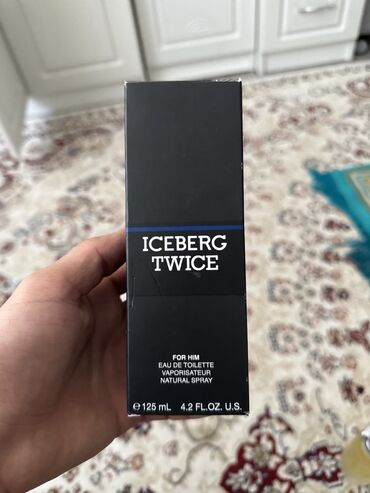 ICEBERG
TWICE
FOR HIM
EAU DE TOILETTE
VAPORISATEUR
NATURAL SPRAY
℮ 125 mL 4.2 FL.OZ. U.S.